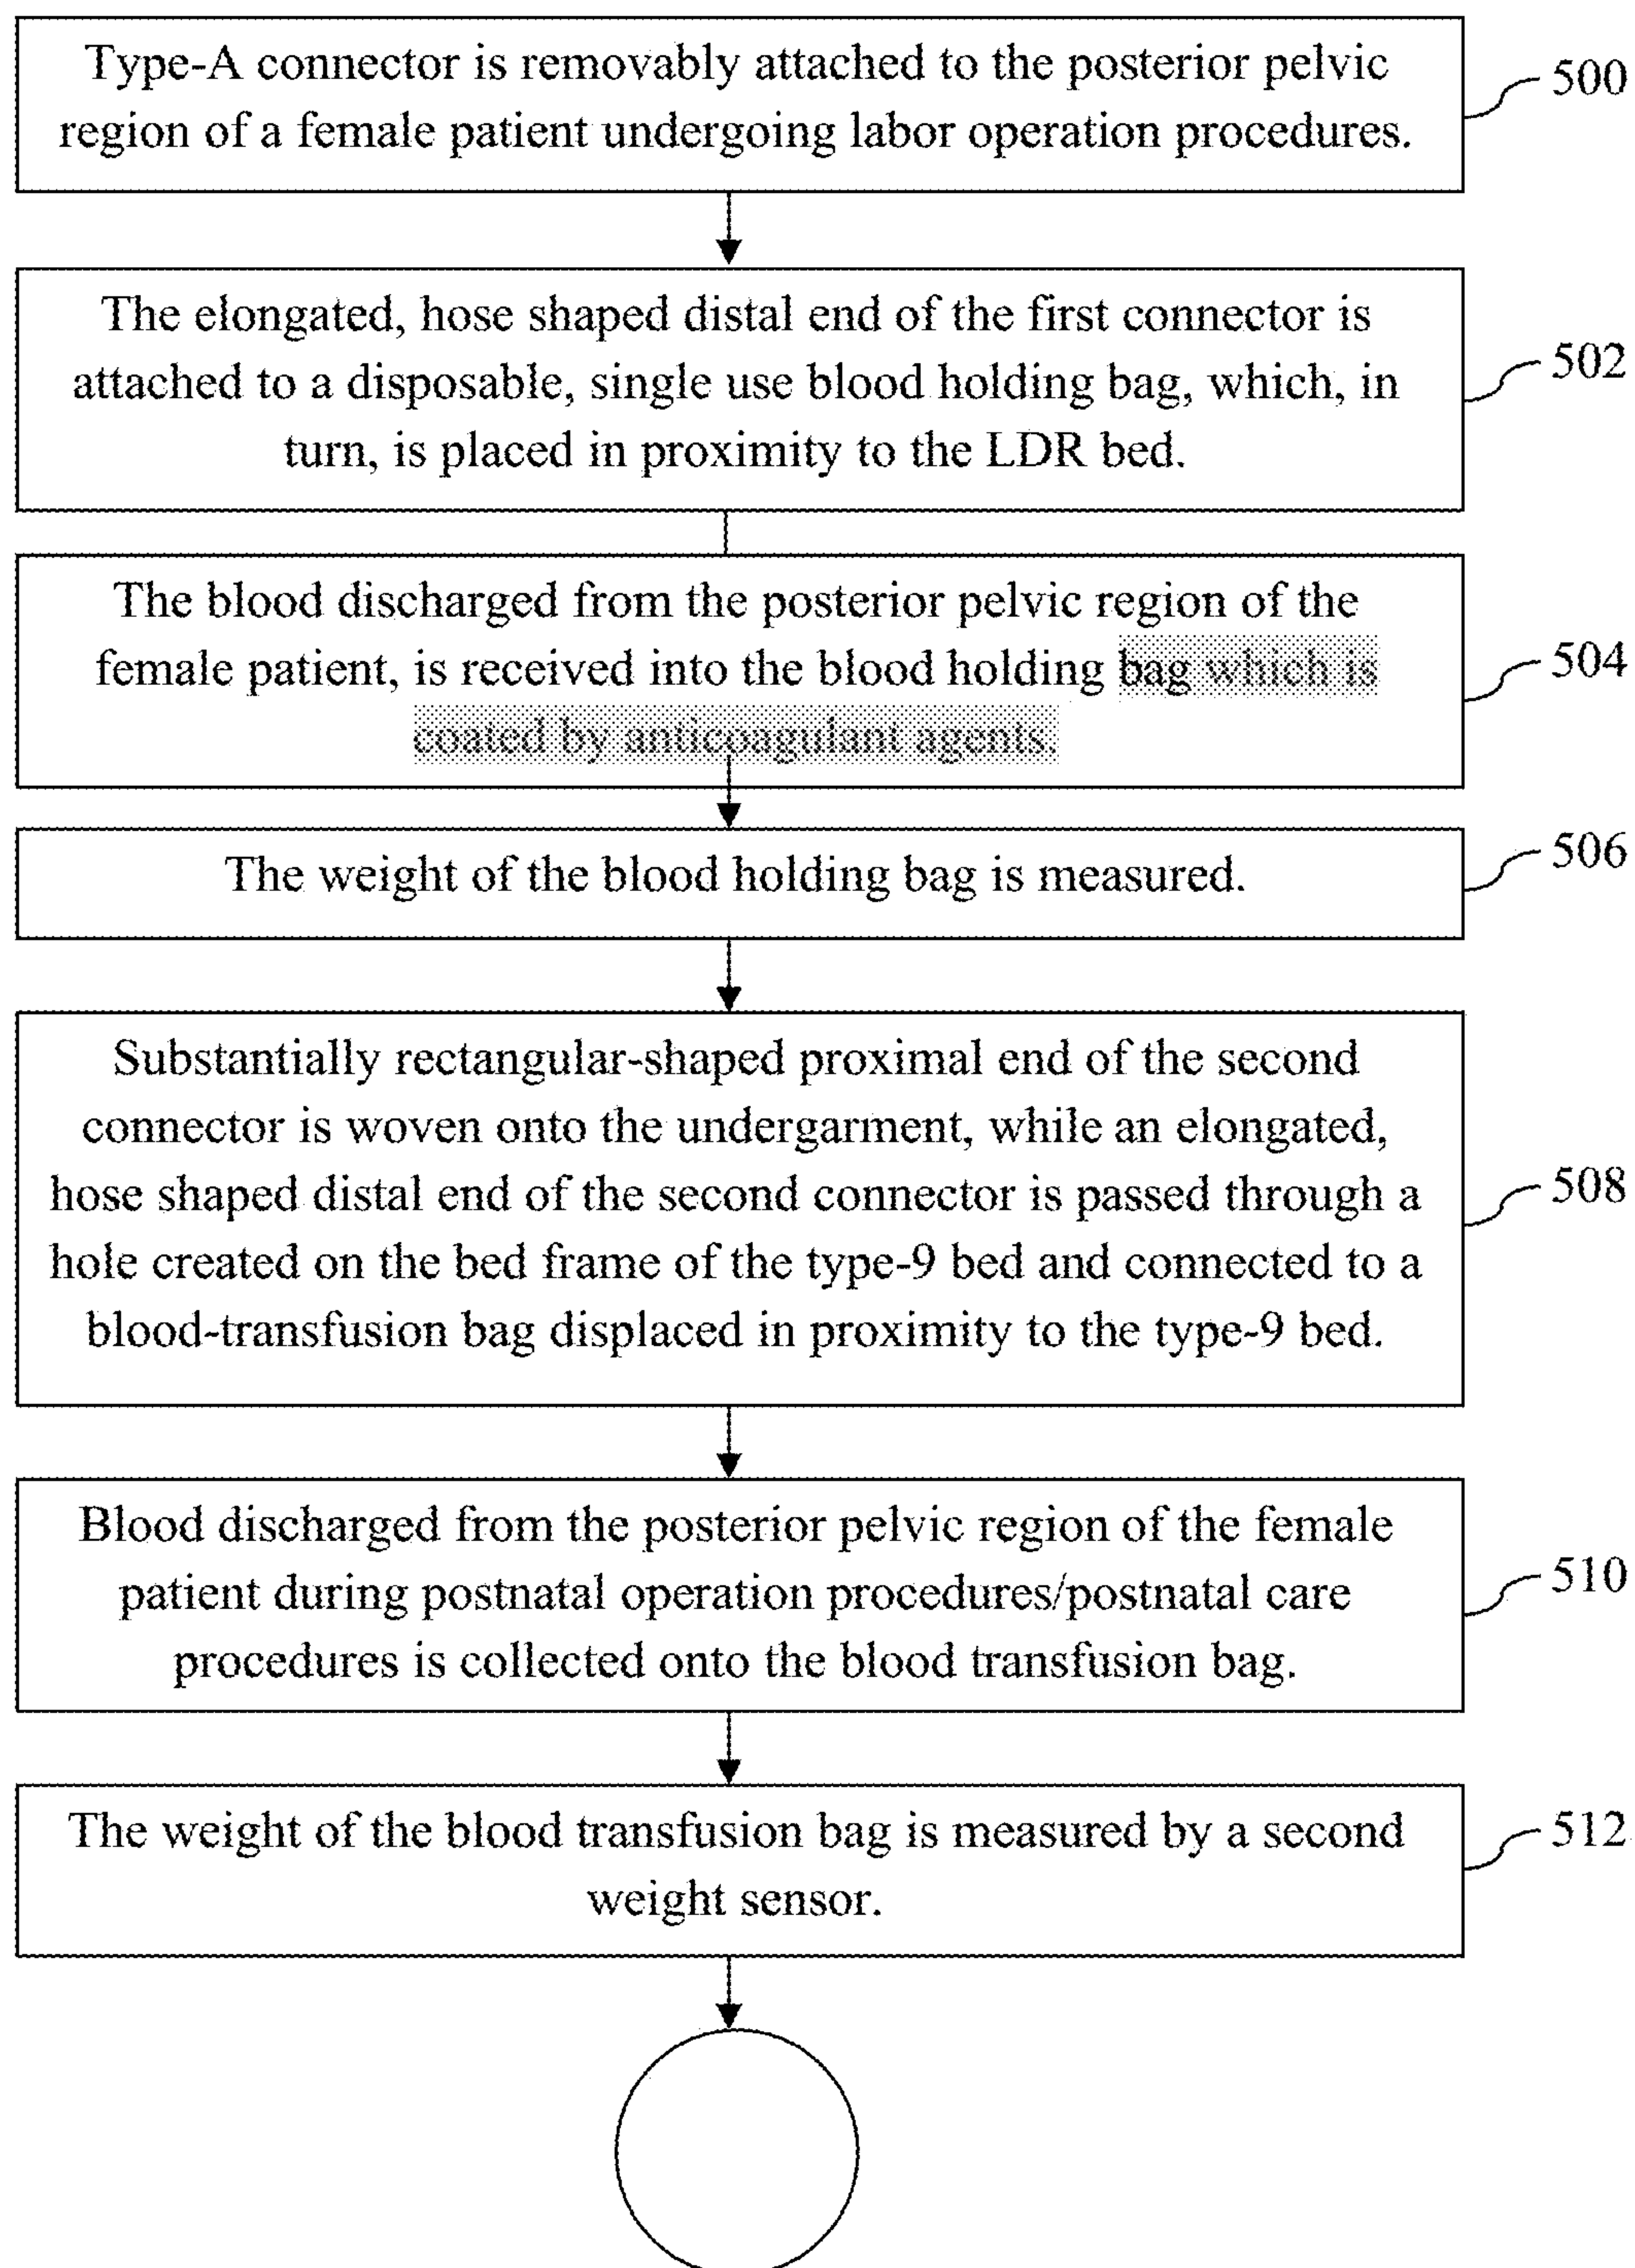 Type-A connector is removably attached to the posterior pelvic
region of a female patient undergoing labor operation procedures.
500
The elongated, hose shaped distal end of the first connector is
attached to a disposable, single use blood holding bag, which, in
turn, is placed in proximity to the LDR bed.
502
The blood discharged from the posterior pelvic region of the
female patient, is received into the blood holding bag which is
coated by anticoagulant agents.
504
The weight of the blood holding bag is measured.
506
Substantially rectangular-shaped proximal end of the second
connector is woven onto the undergarment, while an elongated,
hose shaped distal end of the second connector is passed through a
hole created on the bed frame of the type-9 bed and connected to a
blood-transfusion bag displaced in proximity to the type-9 bed.
508
Blood discharged from the posterior pelvic region of the female
patient during postnatal operation procedures/postnatal care
procedures is collected onto the blood transfusion bag.
510
The weight of the blood transfusion bag is measured by a second
weight sensor.
512